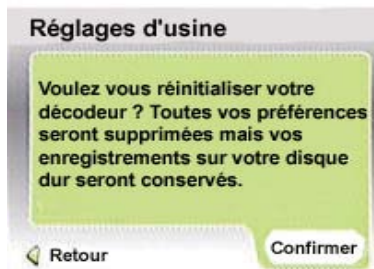 Réglages d'usine
Voulez vous réinitialiser votre
décodeur ? Toutes vos préférences
seront supprimées mais vos
enregistrements sur votre disque
dur seront conservés.
Retour
Confirmer